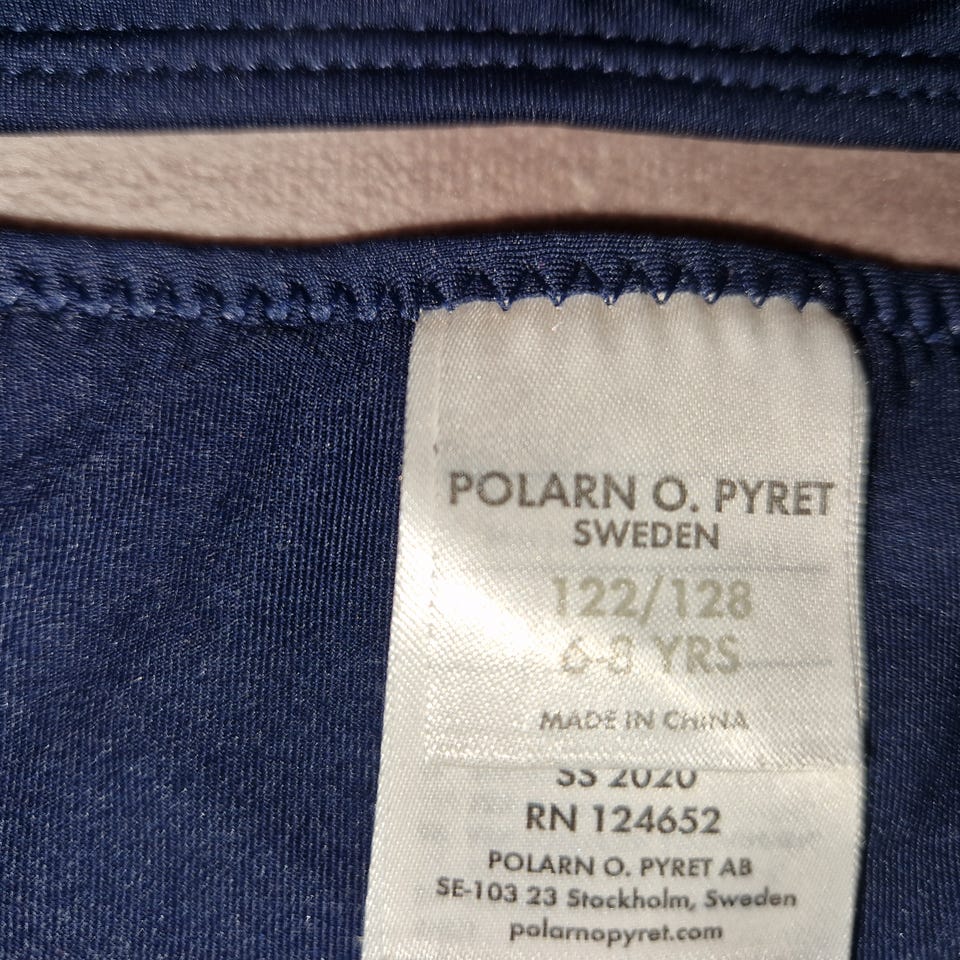 POLARN O. PYRET
SWEDEN
122/128
6-8 YRS
MADE IN CHINA
SS 2020
RN 124652
POLARN O. PYRET AB
SE-103 23 Stockholm, Sweden
polarnopyret.com